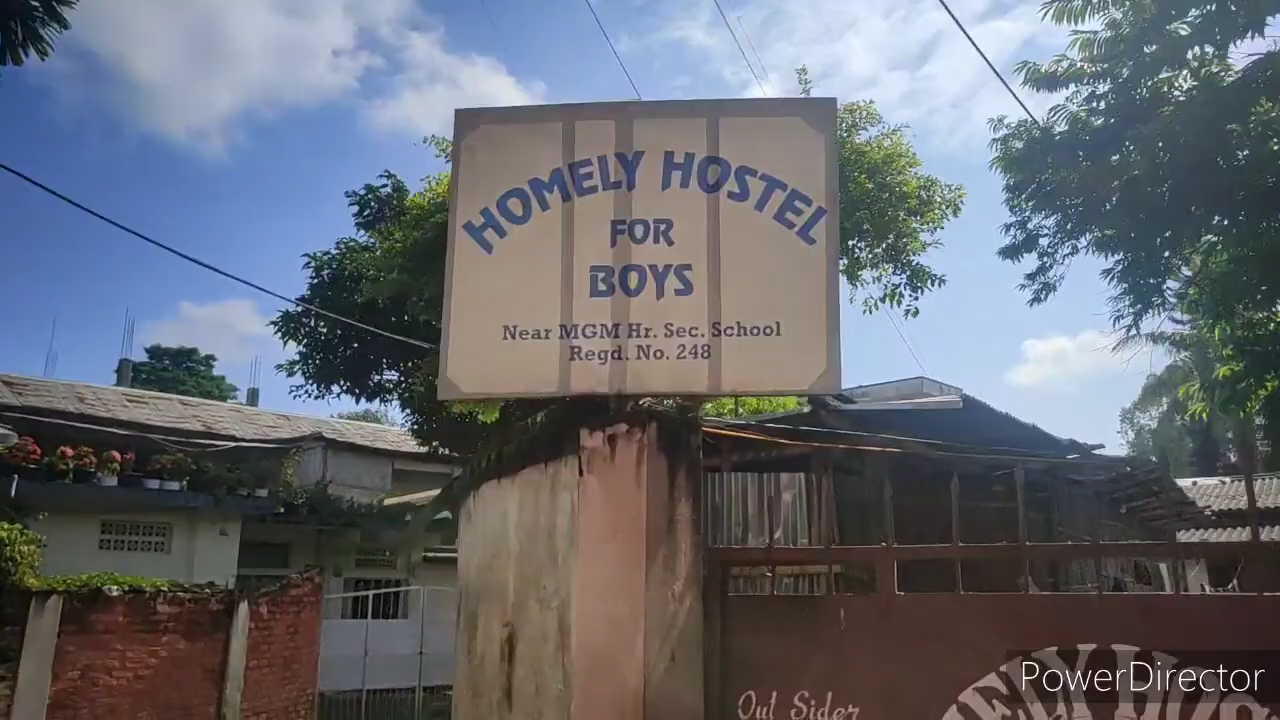 HOMELY HOSTEL
FOR
BOYS
Near MGM Hr. Sec. School
Regd. No. 248
Out Sider
PowerDirector